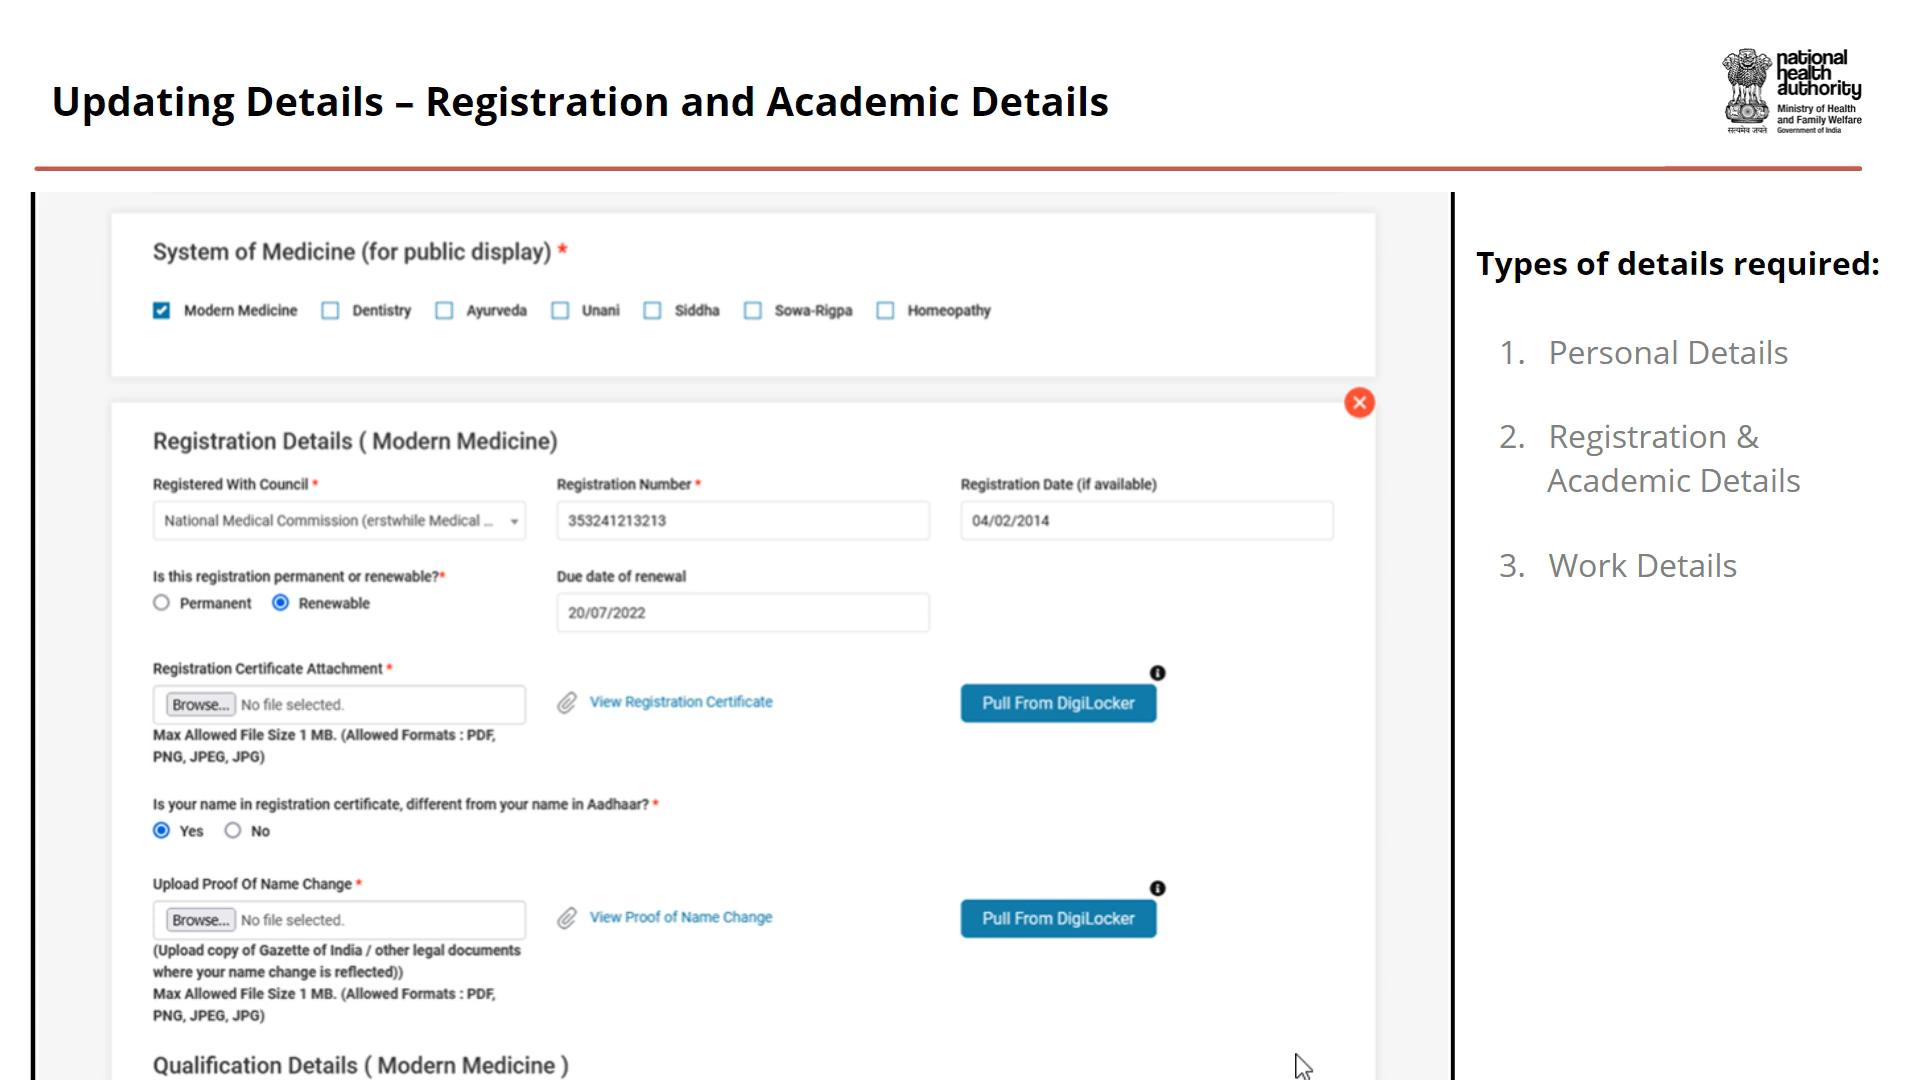 Updating Details – Registration and Academic Details
national
health
authority
Ministry of Health
and Family Welfare
Government of India
सत्यमेव जयते
System of Medicine (for public display) *
Modern Medicine Dentistry Ayurveda Unani Siddha Sowa-Rigpa Homeopathy
Registration Details ( Modern Medicine)
Registered With Council * Registration Number * Registration Date (if available)
National Medical Commission (erstwhile Medical ... 353241213213 04/02/2014
Is this registration permanent or renewable?* Due date of renewal
Permanent Renewable
20/07/2022
Registration Certificate Attachment *
Browse... No file selected. View Registration Certificate Pull From DigiLocker
Max Allowed File Size 1 MB. (Allowed Formats : PDF,
PNG, JPEG, JPG)
Is your name in registration certificate, different from your name in Aadhaar? *
Yes No
Upload Proof Of Name Change *
Browse... No file selected. View Proof of Name Change Pull From DigiLocker
(Upload copy of Gazette of India / other legal documents
where your name change is reflected))
Max Allowed File Size 1 MB. (Allowed Formats : PDF,
PNG, JPEG, JPG)
Qualification Details ( Modern Medicine )
Types of details required:
1. Personal Details
2. Registration &
Academic Details
3. Work Details